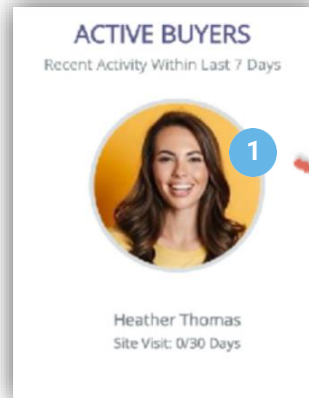 ACTIVE BUYERS
Recent Activity Within Last 7 Days
1
Heather Thomas
Site Visit: 0/30 Days